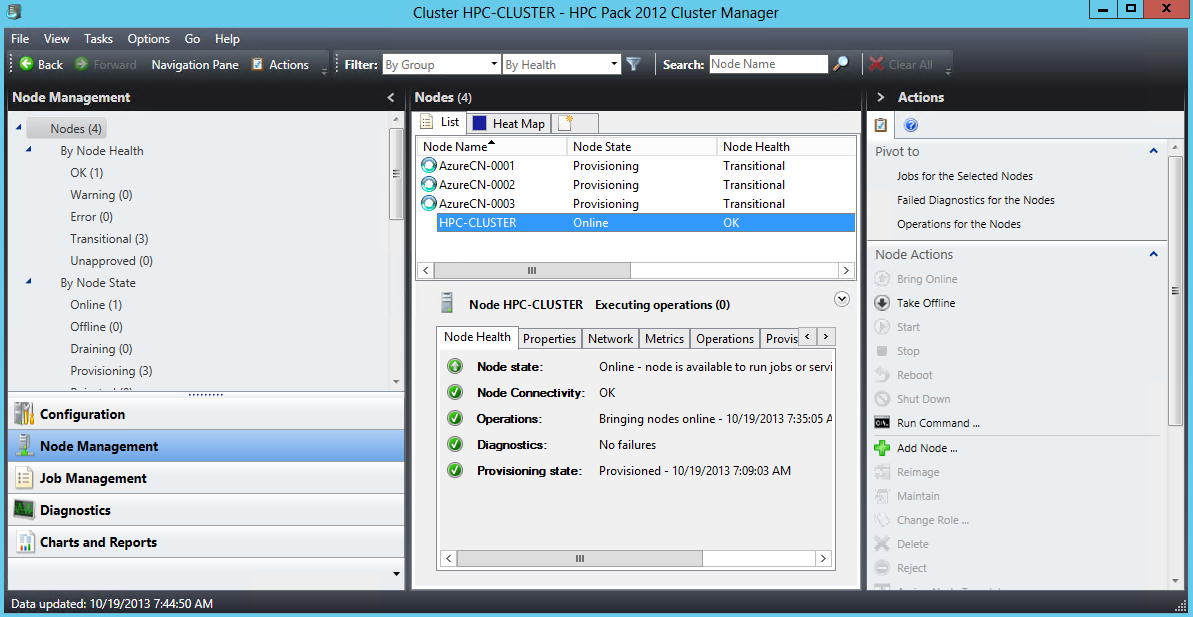 Cluster HPC-CLUSTER - HPC Pack 2012 Cluster Manager
File View Tasks Options Go Help
Back Forward Navigation Pane Actions Filter: By Group By Health Search: Node Name Clear All
Node Management
Nodes (4)
By Node Health
OK (1)
Warning (0)
Error (0)
Transitional (3)
Unapproved (0)
By Node State
Online (1)
Offline (0)
Draining (0)
Provisioning (3)
Configuration
Node Management
Job Management
Diagnostics
Charts and Reports
Nodes (4)
List Heat Map
Node Name Node State Node Health
AzureCN-0001 Provisioning Transitional
AzureCN-0002 Provisioning Transitional
AzureCN-0003 Provisioning Transitional
HPC-CLUSTER Online OK
Node HPC-CLUSTER Executing operations (0)
Node Health Properties Network Metrics Operations Provis
Node state: Online - node is available to run jobs or servi
Node Connectivity: OK
Operations: Bringing nodes online - 10/19/2013 7:35:05 A
Diagnostics: No failures
Provisioning state: Provisioned - 10/19/2013 7:09:03 AM
Actions
Pivot to
Jobs for the Selected Nodes
Failed Diagnostics for the Nodes
Operations for the Nodes
Node Actions
Bring Online
Take Offline
Start
Stop
Reboot
Shut Down
Run Command ...
Add Node ...
Reimage
Maintain
Change Role ...
Delete
Reject
Data updated: 10/19/2013 7:44:50 AM